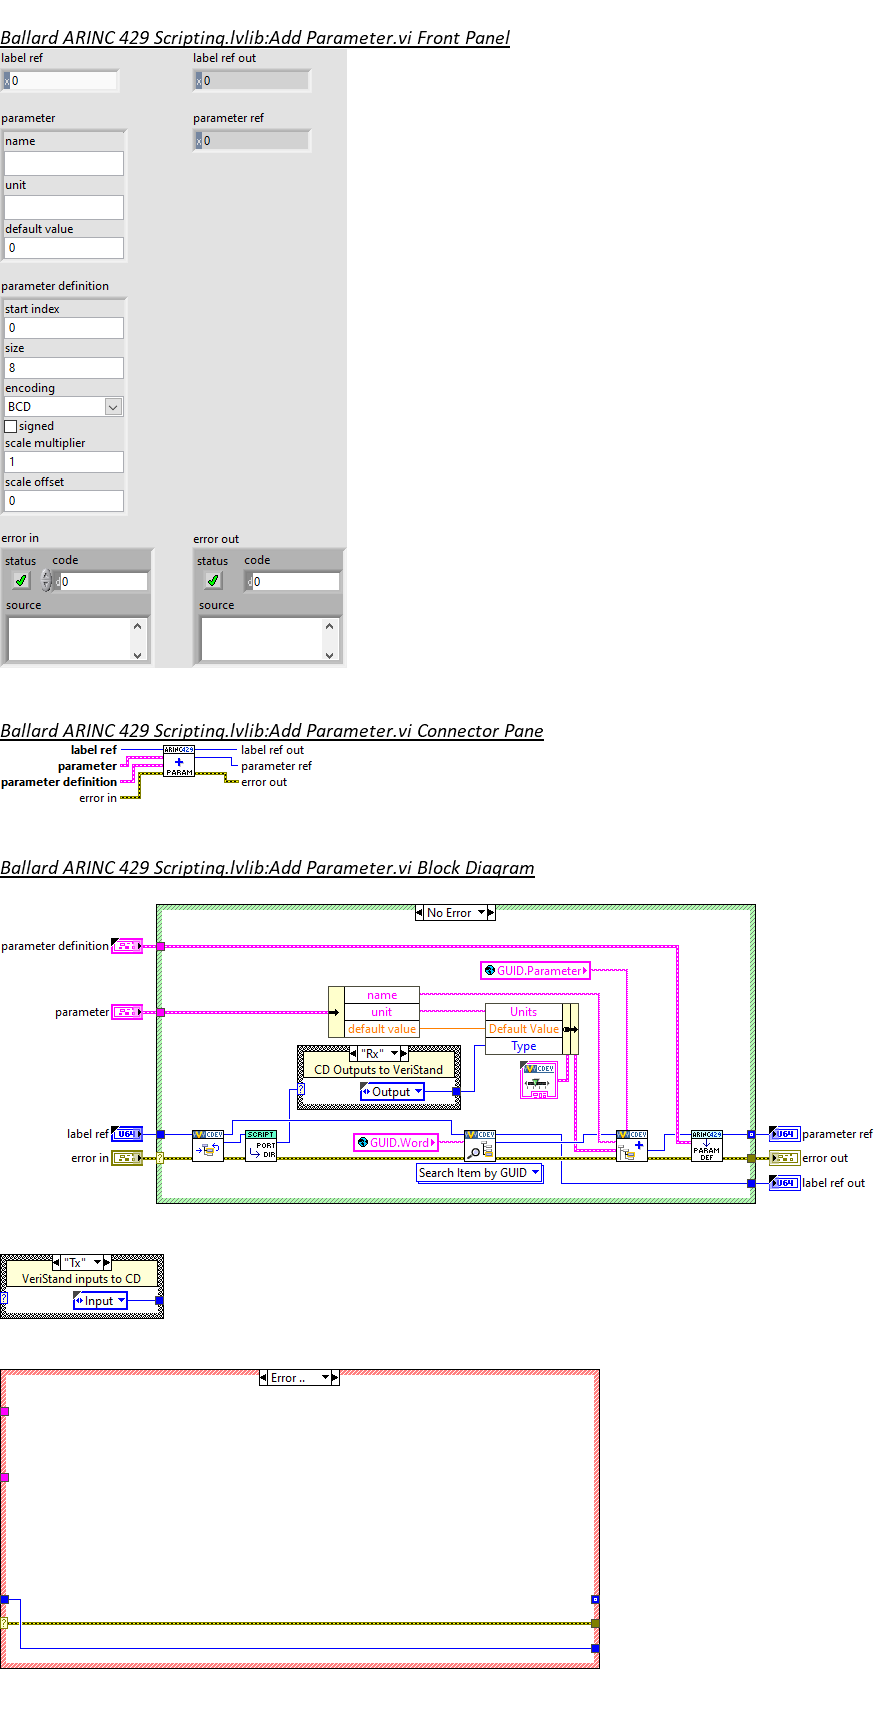 Ballard ARINC 429 Scripting.lvlib:Add Parameter.vi Front Panel
label ref
label ref out
x 0
x 0
parameter
parameter ref
name
x 0
unit
default value
0
parameter definition
start index
0
size
8
encoding
BCD
signed
scale multiplier
1
scale offset
0
error in
error out
status code
status code
d 0
d 0
source
source
Ballard ARINC 429 Scripting.lvlib:Add Parameter.vi Connector Pane
label ref
ARINC429
label ref out
parameter
+
parameter ref
parameter definition
PARAM
error out
error in
Ballard ARINC 429 Scripting.lvlib:Add Parameter.vi Block Diagram
No Error
parameter definition
GUID.Parameter
name
parameter
unit
Units
default value
Default Value
"Rx"
Type
CD Outputs to VeriStand
CDEV
Output
label ref
U64
CDEV
SCRIPT
PORT
DIR
GUID.Word
CDEV
CDEV
ARINC429
PARAM
DEF
U64
parameter ref
error in
?
error out
Search Item by GUID
U64
label ref out
"Tx"
VeriStand inputs to CD
?
Input
Error ..
?